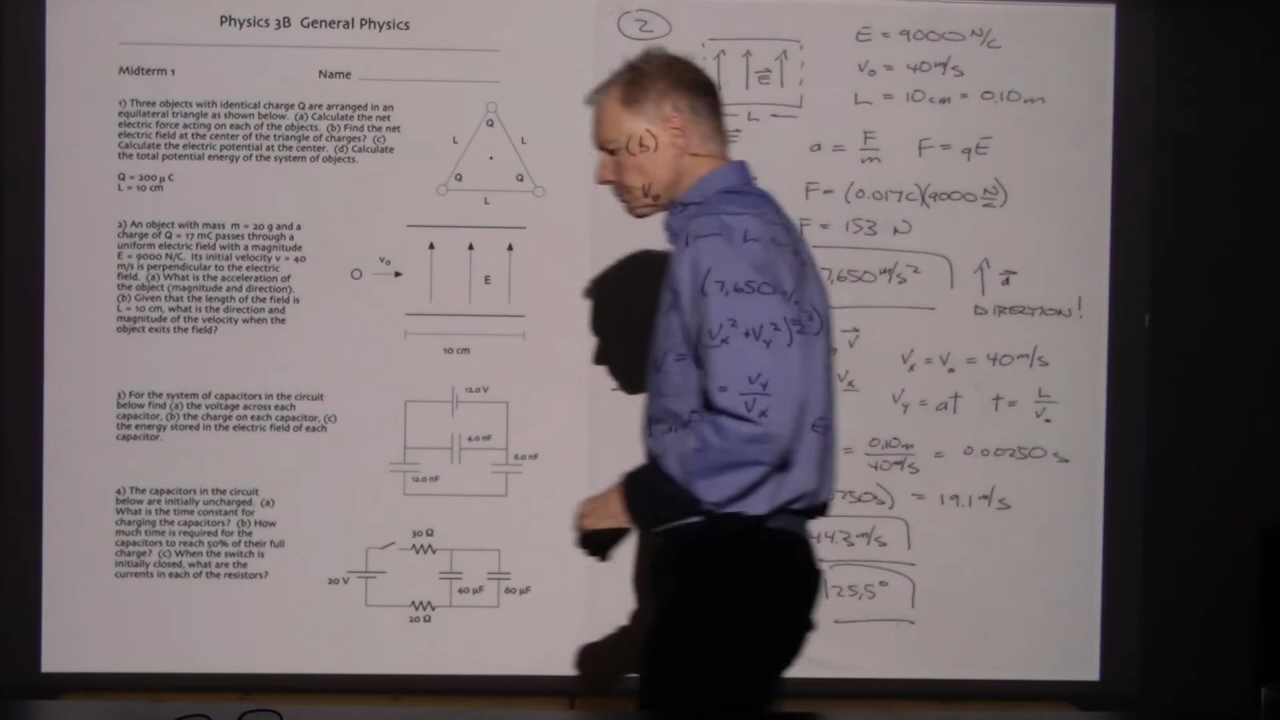 Physics 3B General Physics
Midterm 1
Name
1) Three objects with identical charge Q are arranged in an
equilateral triangle as shown below. (a) Calculate the net
electric force acting on each of the objects. (b) Find the net
electric field at the center of the triangle of charges? (c)
Calculate the electric potential at the center. (d) Calculate
the total potential energy of the system of objects.
Q = 200 μ C
L = 10 cm
Q
L
L
Q
Q
L
2) An object with mass m = 20 g and a
charge of Q = 17 mC passes through a
uniform electric field with a magnitude
E = 9000 N/C. Its initial velocity v = 40
m/s is perpendicular to the electric
field. (a) What is the acceleration of
the object (magnitude and direction).
(b) Given that the length of the field is
L = 10 cm, what is the direction and
magnitude of the velocity when the
object exits the field?
v₀
E
10 cm
3) For the system of capacitors in the circuit
below find (a) the voltage across each
capacitor, (b) the charge on each capacitor, (c)
the energy stored in the electric field of each
capacitor.
12.0 V
4.0 nF
6.0 nF
12.0 nF
4) The capacitors in the circuit
below are initially uncharged. (a)
What is the time constant for
charging the capacitors? (b) How
much time is required for the
capacitors to reach 50% of their full
charge? (c) When the switch is
initially closed, what are the
currents in each of the resistors?
30 Ω
20 V
40 μF
60 μF
20 Ω
2
E
L
E = 9000 N/C
v₀ = 40 m/s
L = 10 cm = 0.10 m
a = F/m F = qE
F = (0.017C)(9000 N/C)
F = 153 N
7,650 m/s²
a
DIRECTION!
(b)
L
(7,650
(Vx² + Vy²)
V =
= Vy/Vx
V
Vx
Vx = V₀ = 40 m/s
Vy = at t = L/V₀
= 0.10m/40m/s = 0.00250 s
= 19.1 m/s
44.3 m/s
25.5°